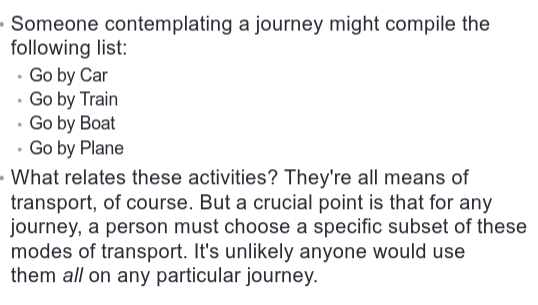 Someone contemplating a journey might compile the
following list:
Go by Car
Go by Train
Go by Boat
Go by Plane
What relates these activities? They're all means of
transport, of course. But a crucial point is that for any
journey, a person must choose a specific subset of these
modes of transport. It's unlikely anyone would use
them all on any particular journey.